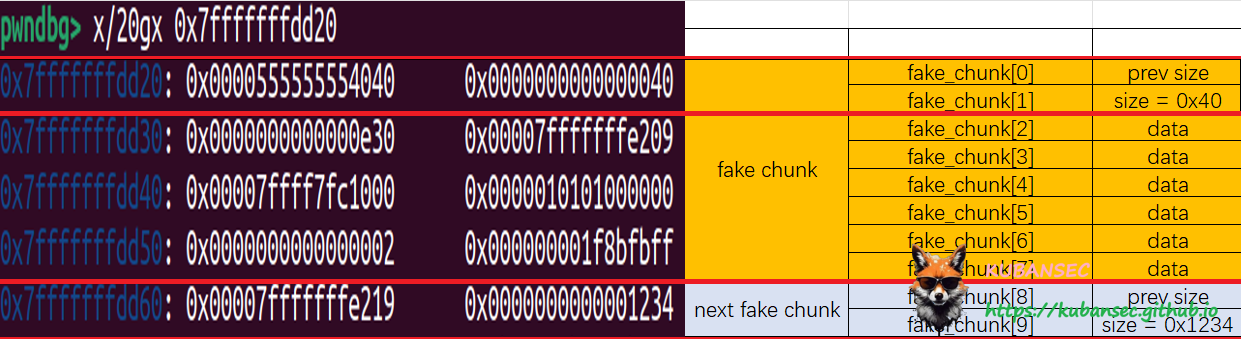 pwndbg> x/20gx 0x7fffffffdd20
0x7fffffffdd20: 0x0000555555554040 0x0000000000000040 fake_chunk[0] prev size
fake_chunk[1] size = 0x40
0x7fffffffdd30: 0x0000000000000e30 0x00007fffffffe209 fake_chunk[2] data
fake chunk fake_chunk[3] data
0x7fffffffdd40: 0x00007ffff7fc1000 0x0000010101000000 fake_chunk[4] data
fake_chunk[5] data
0x7fffffffdd50: 0x0000000000000002 0x000000001f8bfbff fake_chunk[6] data
fake_chunk[7] data
KUBANSEC
0x7fffffffdd60: 0x00007fffffffe219 0x0000000000001234 next fake chunk fake_chunk[8] prev size
https://kubansec.github.io
fake_chunk[9] size = 0x1234